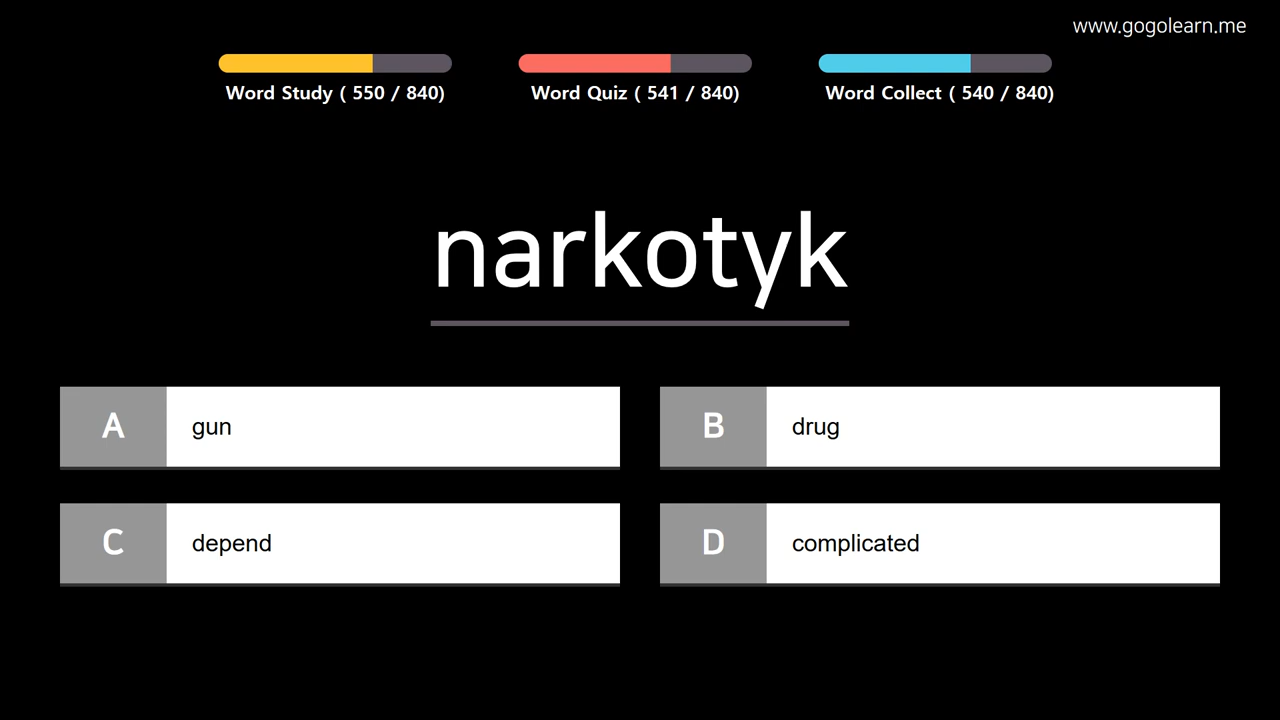 www.gogolearn.me
Word Study ( 550 / 840)
Word Quiz ( 541 / 840)
Word Collect ( 540 / 840)
narkotyk
A gun
B drug
C depend
D complicated